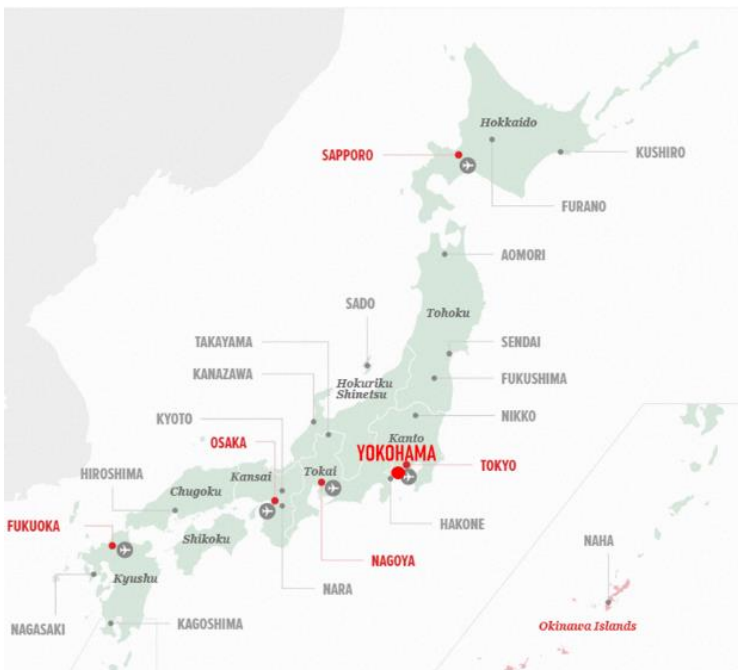 Hokkaido
SAPPORO
KUSHIRO
FURANO
AOMORI
SADO
Tohoku
TAKAYAMA
SENDAI
KANAZAWA
Hokuriku
Shinetsu
FUKUSHIMA
KYOTO
NIKKO
OSAKA
Kanto
YOKOHAMA
TOKYO
HIROSHIMA
Kansai
Tokai
Chugoku
FUKUOKA
HAKONE
Shikoku
NAGOYA
NAHA
Kyushu
NARA
NAGASAKI
KAGOSHIMA
Okinawa Islands